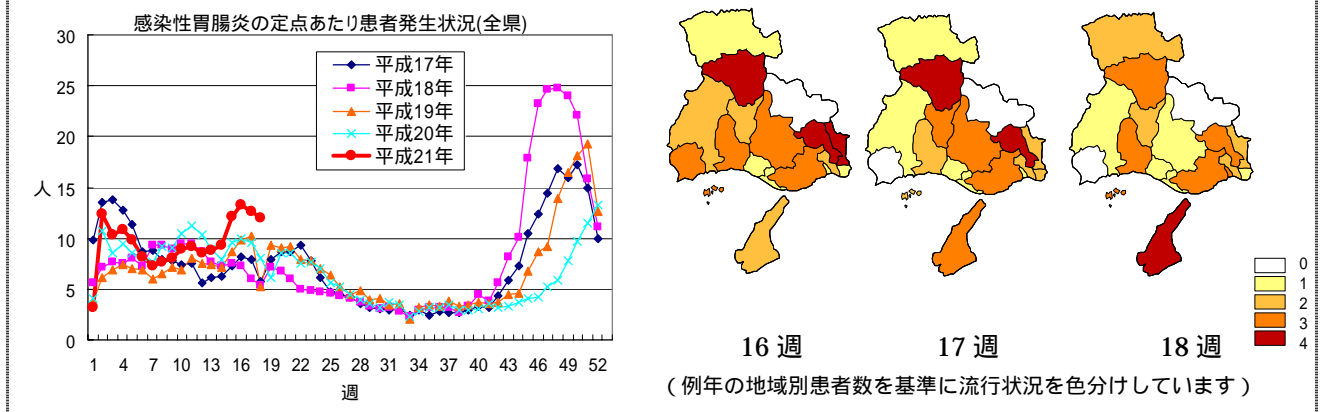 感染性胃腸炎の定点あたり患者発生状況(全県)
30
25
20
15
10
5
0
人
平成17年
平成18年
平成19年
平成20年
平成21年
1 4 7 10 13 16 19 22 25 28 31 34 37 40 43 46 49 52
週
0
1
2
3
4
16 週 17 週 18 週
(例年の地域別患者数を基準に流行状況を色分けしています)